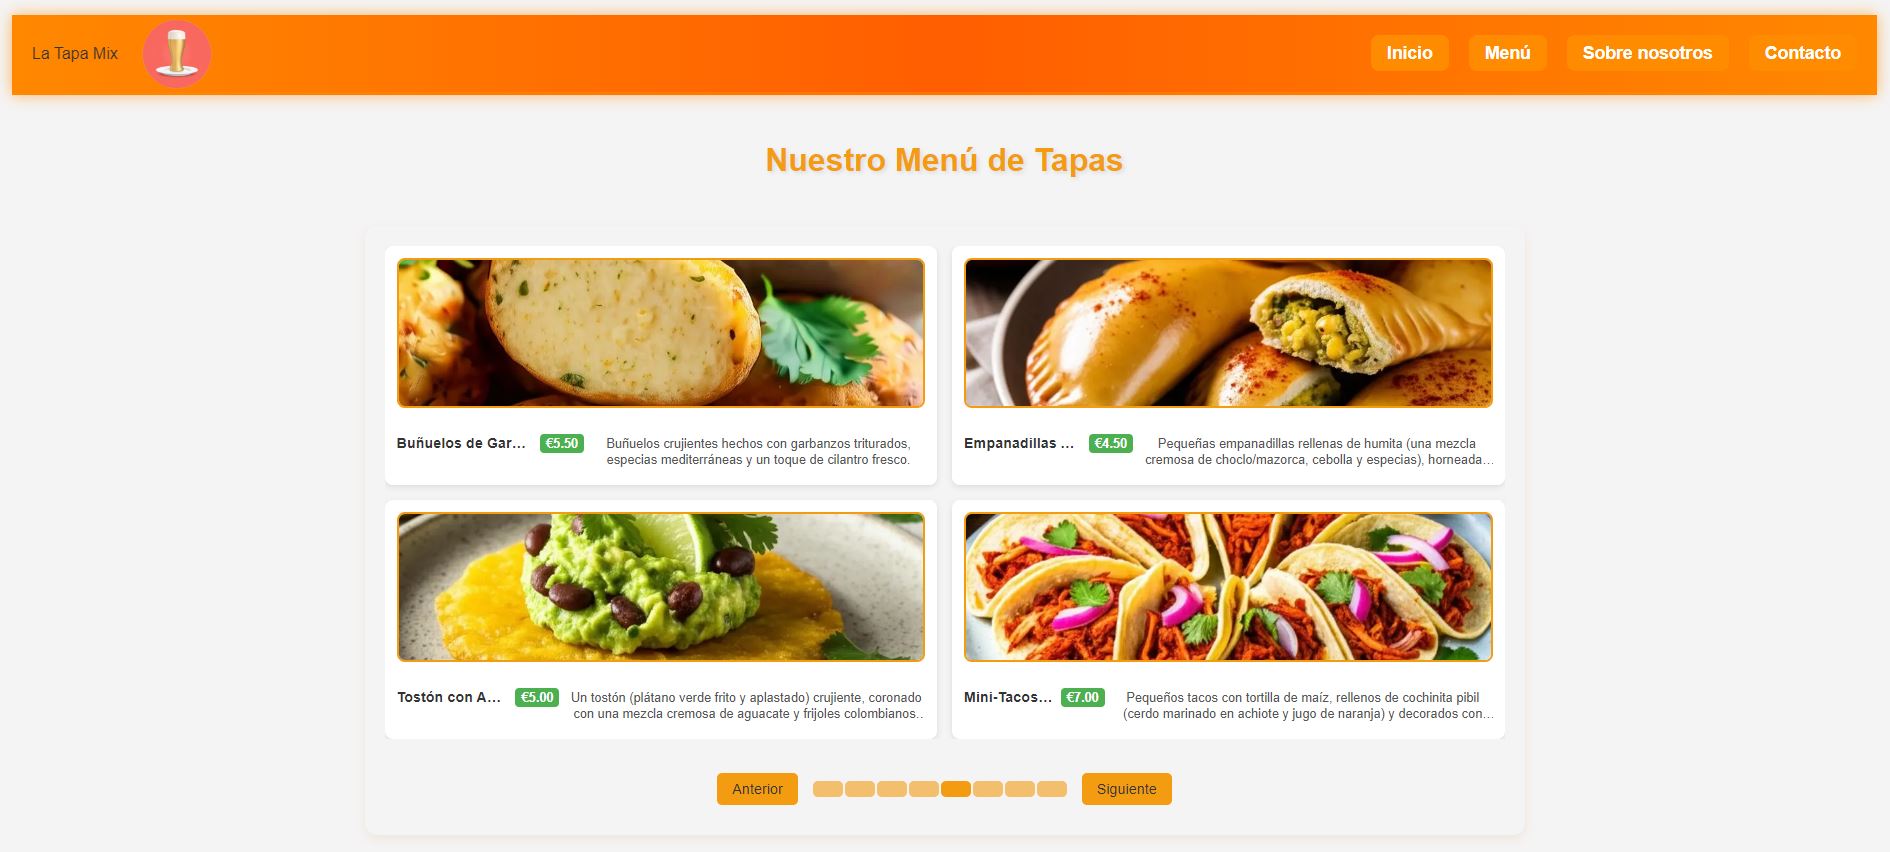 La Tapa Mix
Inicio
Menú
Sobre nosotros
Contacto
Nuestro Menú de Tapas
Buñuelos de Gar...
€5.50
Buñuelos crujientes hechos con garbanzos triturados,
especias mediterráneas y un toque de cilantro fresco.
Empanadillas ...
€4.50
Pequeñas empanadillas rellenas de humita (una mezcla
cremosa de choclo/mazorca, cebolla y especias), horneada...
Tostón con A...
€5.00
Un tostón (plátano verde frito y aplastado) crujiente, coronado
con una mezcla cremosa de aguacate y frijoles colombianos..
Mini-Tacos...
€7.00
Pequeños tacos con tortilla de maíz, rellenos de cochinita pibil
(cerdo marinado en achiote y jugo de naranja) y decorados con...
Anterior
Siguiente